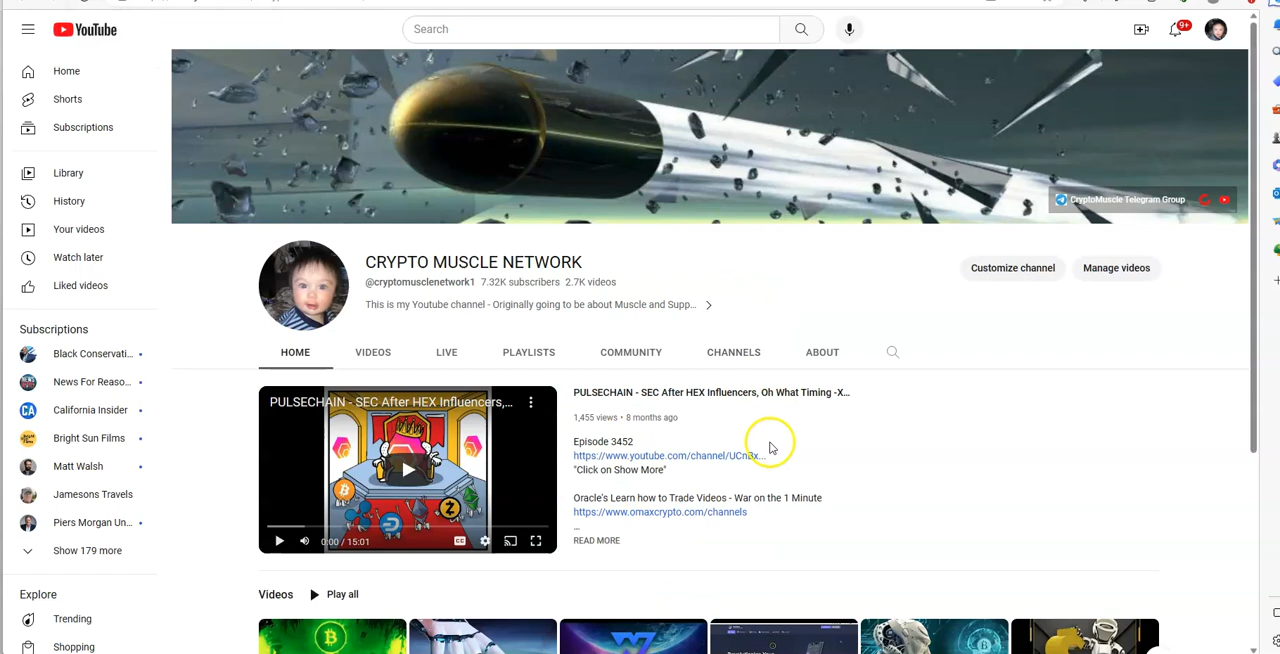 YouTube
Search
9+
Home
Shorts
Subscriptions
Library
History
Your videos
Watch later
Liked videos
Subscriptions
Black Conservati...
News For Reaso...
California Insider
Bright Sun Films
Matt Walsh
Jamesons Travels
Piers Morgan Un...
Show 179 more
Explore
Trending
Shopping
CryptoMuscle Telegram Group
CRYPTO MUSCLE NETWORK
@cryptomusclenetwork1 7.32K subscribers 2.7K videos
This is my Youtube channel - Originally going to be about Muscle and Supp...
Customize channel
Manage videos
HOME VIDEOS LIVE PLAYLISTS COMMUNITY CHANNELS ABOUT
PULSECHAIN - SEC After HEX Influencers,...
0:00 / 15:01
CC
PULSECHAIN - SEC After HEX Influencers, Oh What Timing -X...
1,455 views • 8 months ago
Episode 3452
https://www.youtube.com/channel/UCnBx...
"Click on Show More"
Oracle's Learn how to Trade Videos - War on the 1 Minute
https://www.omaxcrypto.com/channels
...
READ MORE
Videos
Play all